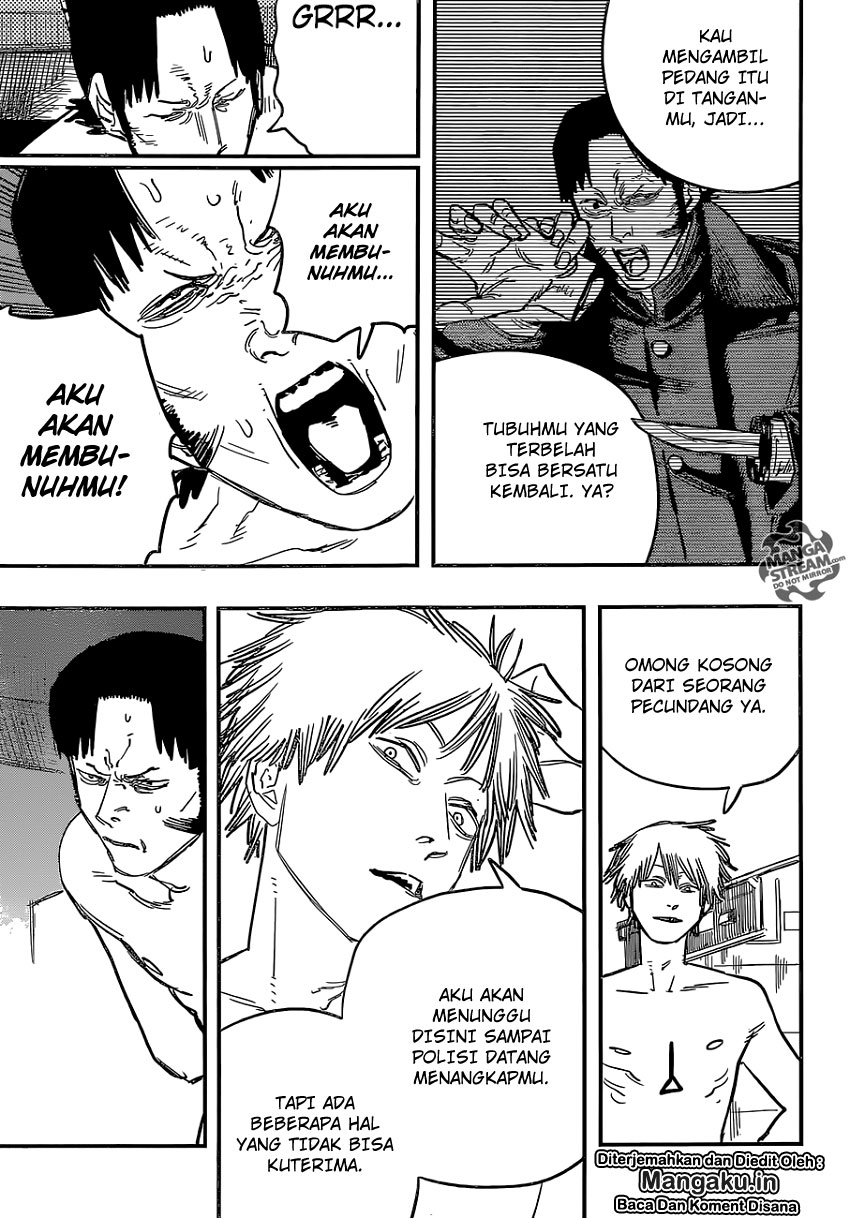 KAU
MENGAMBIL
PEDANG ITU
DI TANGAN-
MU, JADI...
TUBUHMU YANG
TERBELAH
BISA BERSATU
KEMBALI. YA?
GRRR...
AKU
AKAN
MEMBU-
NUHMU...
AKU
AKAN
MEMBU-
NUHMU!
MANGA
STREAM.com
DO NOT MIRROR
OMONG KOSONG
DARI SEORANG
PECUNDANG YA.
AKU AKAN
MENUNGGU
DISINI SAMPAI
POLISI DATANG
MENANGKAPMU.
TAPI ADA
BEBERAPA HAL
YANG TIDAK BISA
KUTERIMA.
Diterjemahkan dan Diedit Oleh :
Mangaku.in
Baca Dan Koment Disana